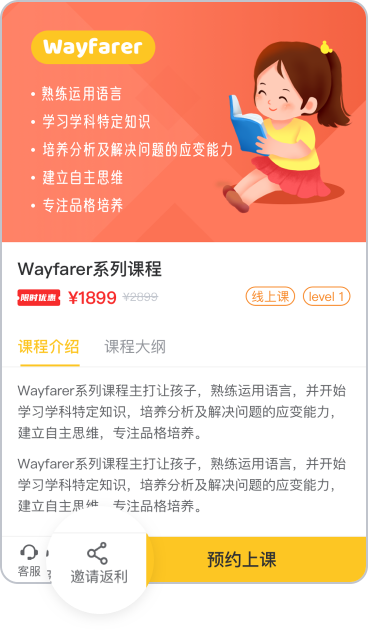 Wayfarer
• 熟练运用语言
• 学习学科特定知识
• 培养分析及解决问题的应变能力
• 建立自主思维
• 专注品格培养
Wayfarer系列课程
限时优惠 ¥1899 ¥2899 线上课 level 1
课程介绍 课程大纲
Wayfarer系列课程主打让孩子，熟练运用语言，并开始
学习学科特定知识，培养分析及解决问题的应变能力，
建立自主思维，专注品格培养。
Wayfarer系列课程主打让孩子，熟练运用语言，并开始
学习学科特定知识，培养分析及解决问题的应变能力，
建立自主思维，专注品格培养。
客服 邀请返利 预约上课